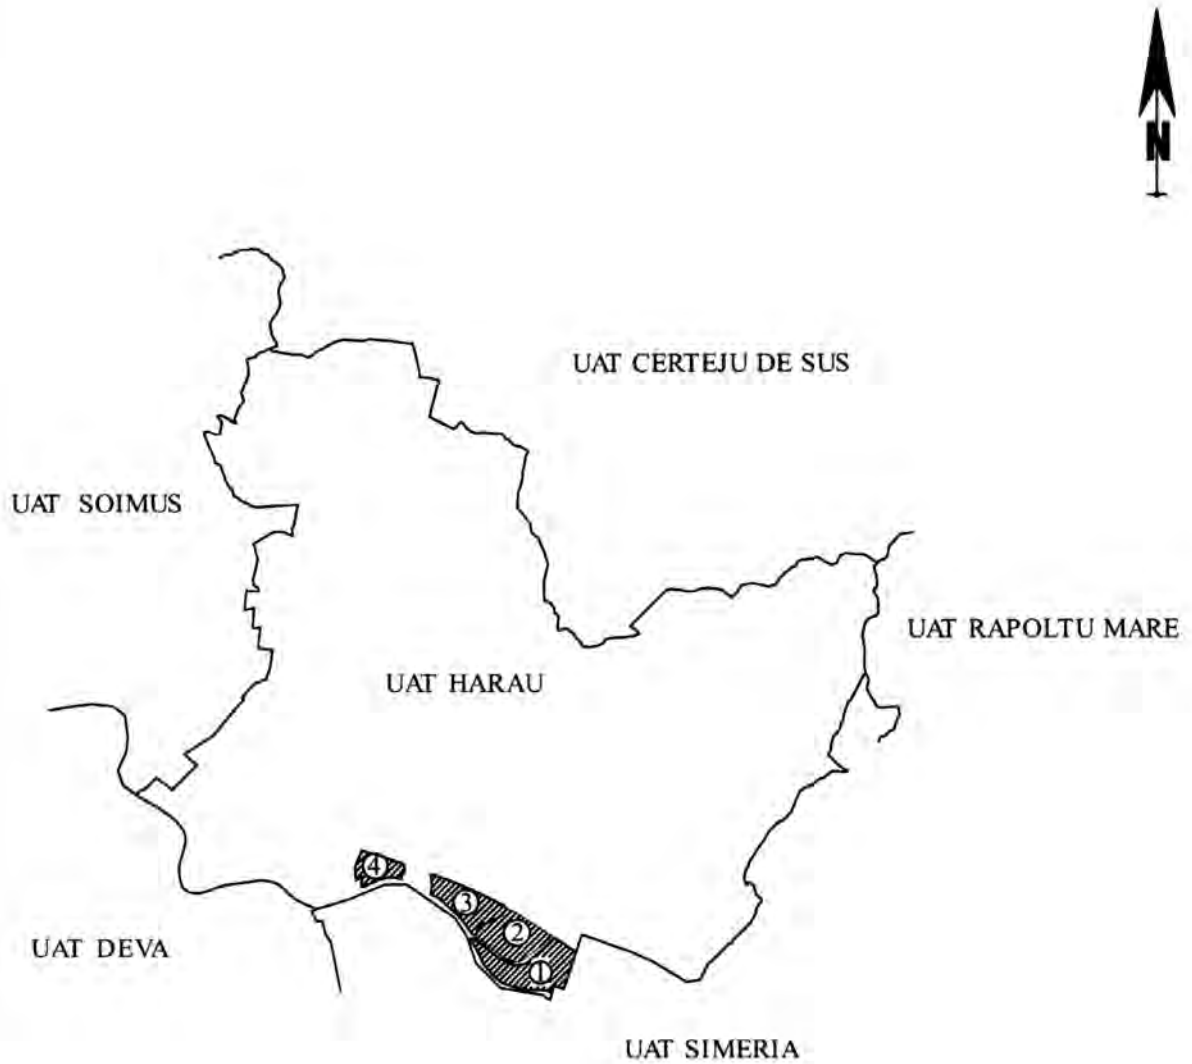 N
UAT CERTEJU DE SUS
UAT SOIMUS
UAT RAPOLTU MARE
UAT HARAU
4
3
2
1
UAT DEVA
UAT SIMERIA